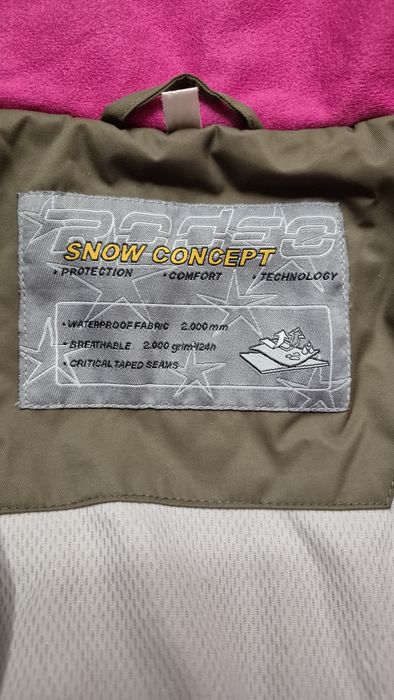 RODEO
SNOW CONCEPT
• PROTECTION • COMFORT • TECHNOLOGY
• WATERPROOF FABRIC 2.000 mm
• BREATHABLE 2.000 gr/m²/24h
• CRITICAL TAPED SEAMS